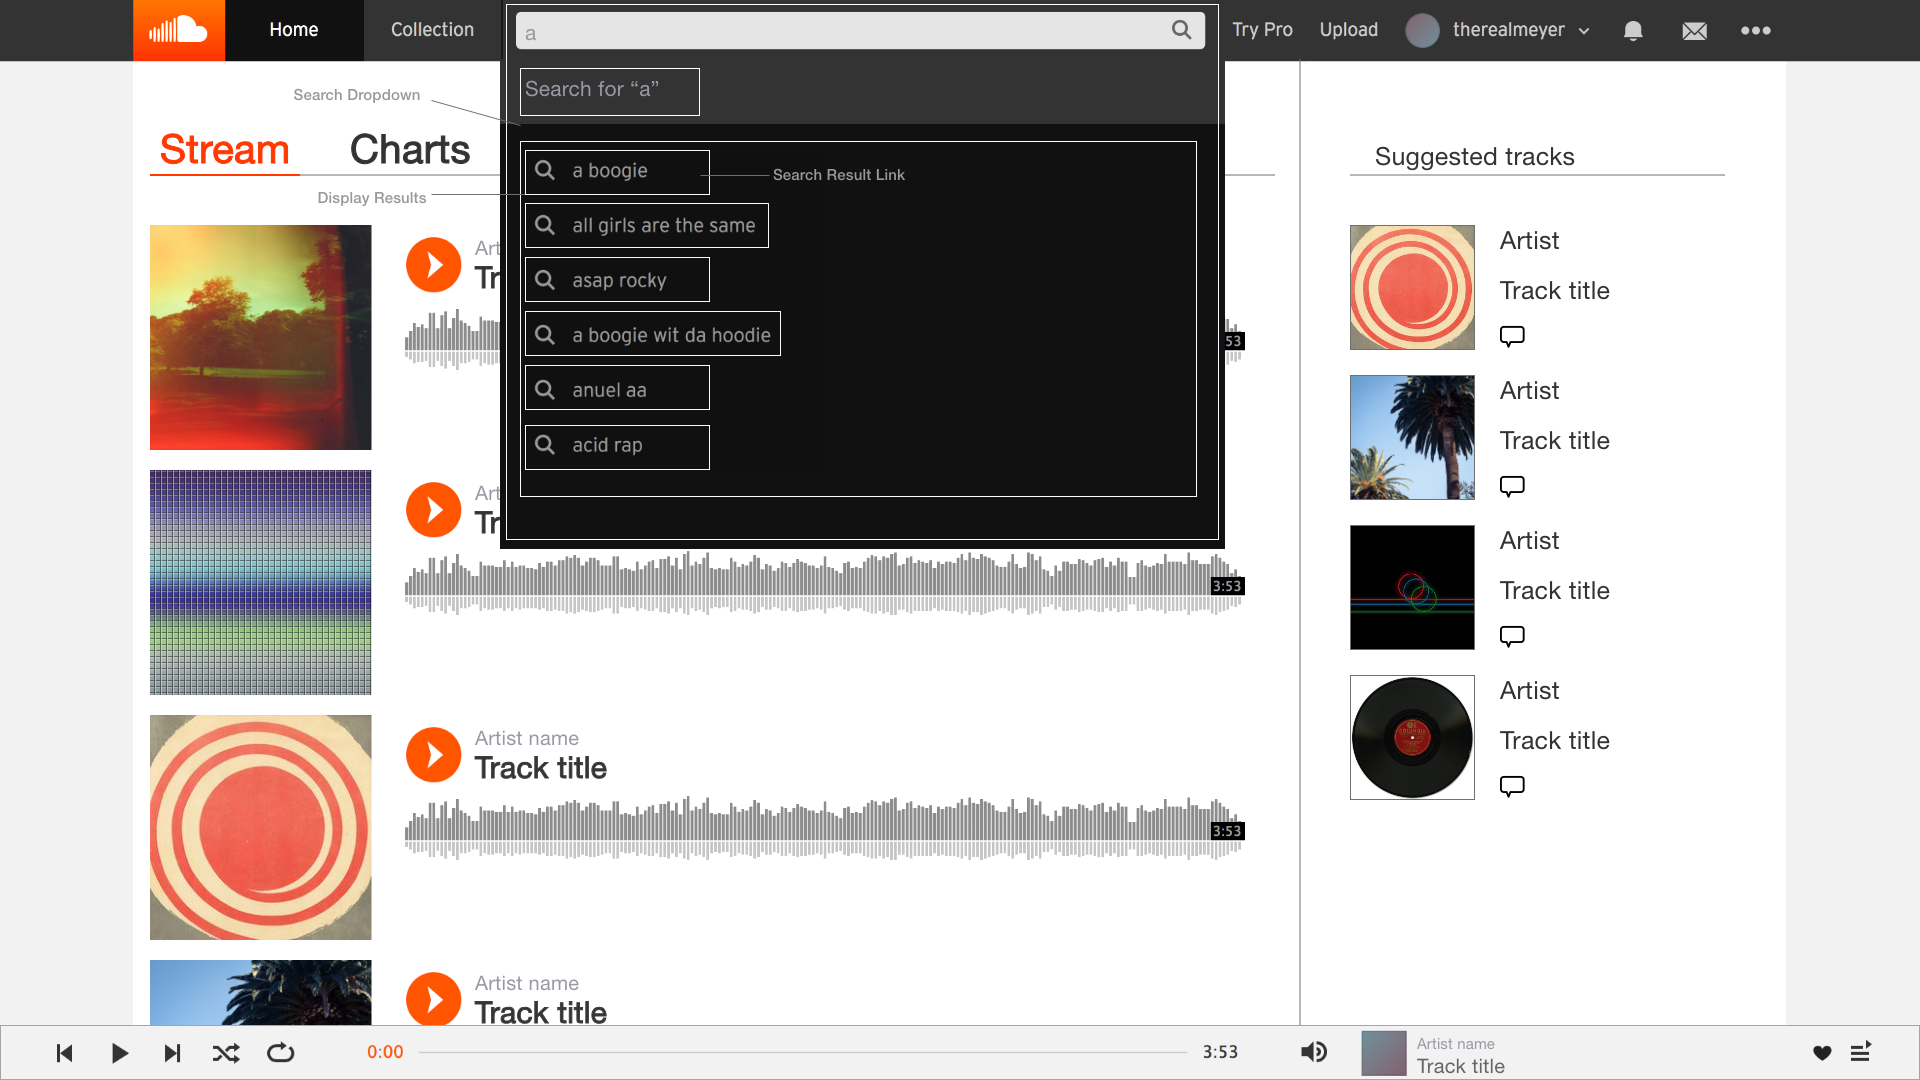 Home
Collection
a
Try Pro
Upload
therealmeyer
Search for “a”
Search Dropdown
Stream
Charts
Suggested tracks
a boogie
Search Result Link
Display Results
all girls are the same
asap rocky
a boogie wit da hoodie
anuel aa
acid rap
Art
Tr
53
Art
Tr
3:53
Artist name
Track title
3:53
Artist name
Track title
Artist
Track title
Artist
Track title
Artist
Track title
Artist
Track title
0:00
3:53
Artist name
Track title